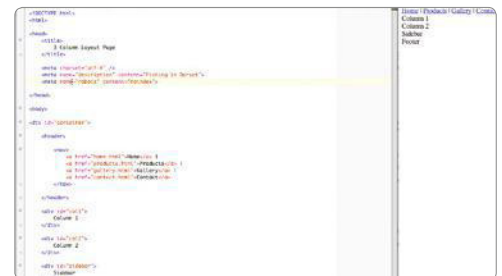 <!DOCTYPE html>
<html>
<head>
<title>
3 Column Layout Page
</title>
<meta charset="utf-8" />
<meta name="description" content="Fishing in Dorset">
<meta name="robots" content="noindex">
</head>
<body>
<div id="container">
<header>
<nav>
<a href="home.html">Home</a> |
<a href="products.html">Products</a> |
<a href="gallery.html">Gallery</a> |
<a href="contact.html">Contact</a>
</nav>
</header>
<div id="col1">
Column 1
</div>
<div id="col2">
Column 2
</div>
<div id="sidebar">
Sidebar
Home | Products | Gallery |
Column 1
Column 2
Sidebar
Footer